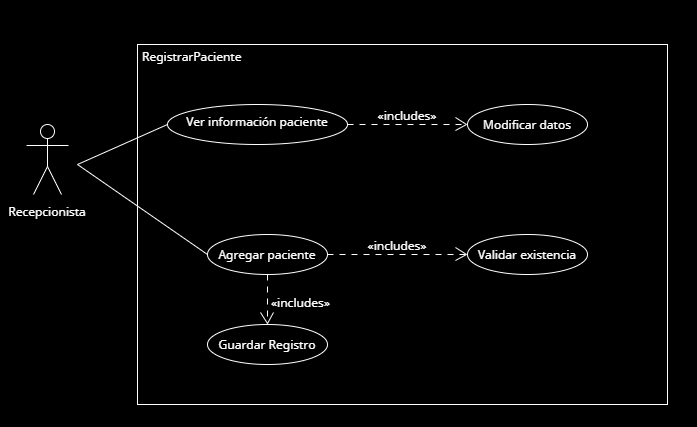 RegistrarPaciente
Ver información paciente
«includes»
Modificar datos
Recepcionista
Agregar paciente
«includes»
Validar existencia
«includes»
Guardar Registro